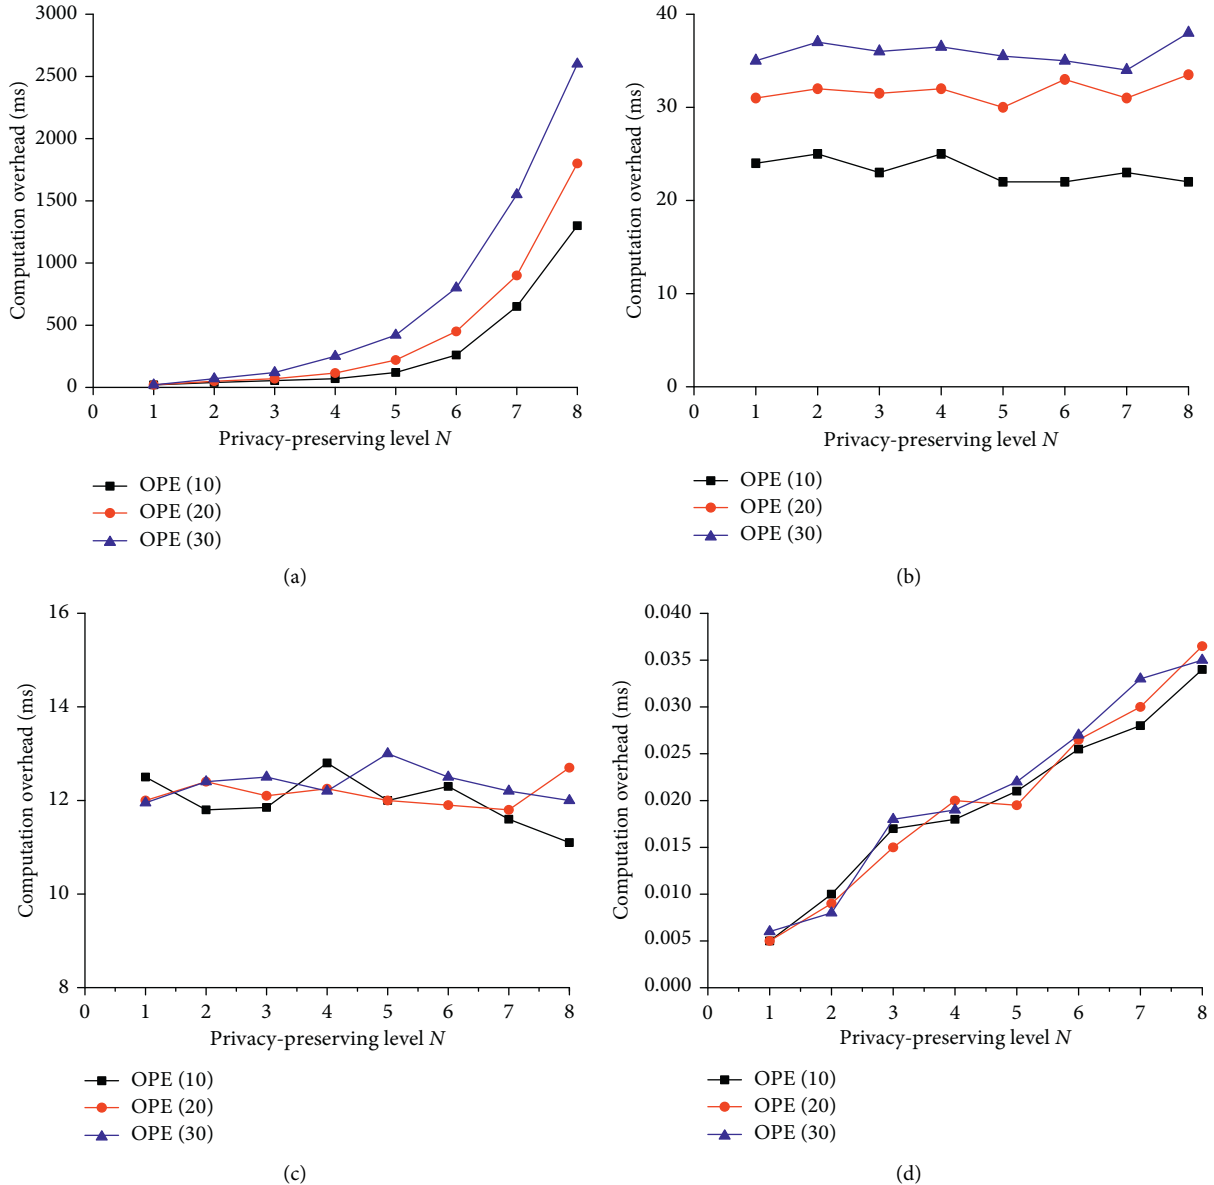 3000
2500
2000
1500
1000
500
0
Computation overhead (ms)
0 1 2 3 4 5 6 7 8
Privacy-preserving level N
OPE (10)
OPE (20)
OPE (30)
(a)
40
30
20
10
0
Computation overhead (ms)
0 1 2 3 4 5 6 7 8
Privacy-preserving level N
OPE (10)
OPE (20)
OPE (30)
(b)
16
14
12
10
8
Computation overhead (ms)
0 1 2 3 4 5 6 7 8
Privacy-preserving level N
OPE (10)
OPE (20)
OPE (30)
(c)
0.040
0.035
0.030
0.025
0.020
0.015
0.010
0.005
0.000
Computation overhead (ms)
0 1 2 3 4 5 6 7 8
Privacy-preserving level N
OPE (10)
OPE (20)
OPE (30)
(d)